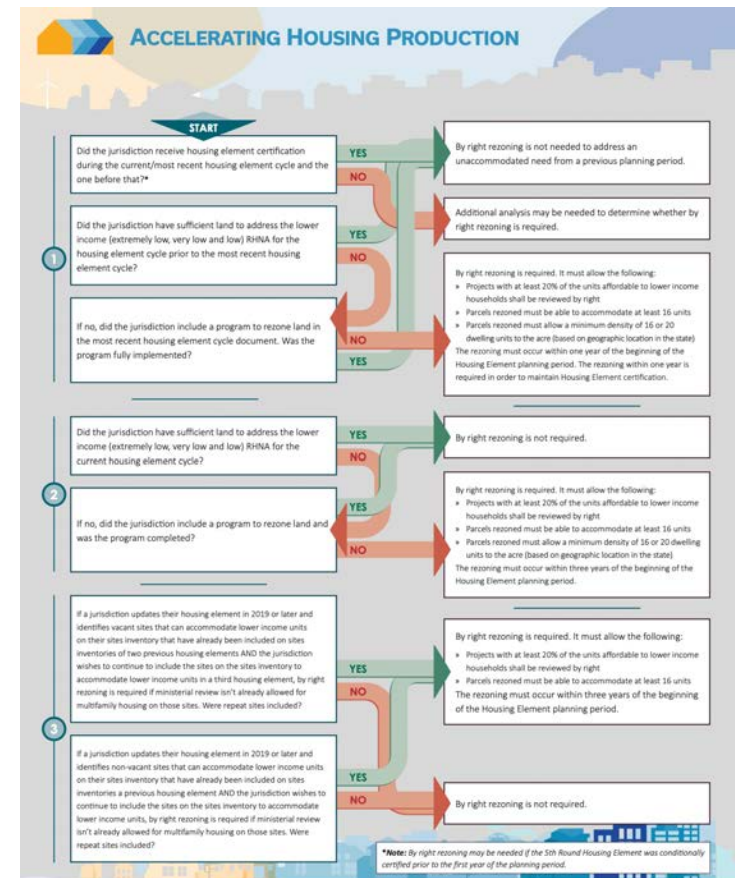 ACCELERATING HOUSING PRODUCTION
START
Did the jurisdiction receive housing element certification
during the current/most recent housing element cycle and the
one before that?*
YES
NO
By right rezoning is not needed to address an
unaccommodated need from a previous planning period.
Additional analysis may be needed to determine whether by
right rezoning is required.
1
Did the jurisdiction have sufficient land to address the lower
income (extremely low, very low and low) RHNA for the
housing element cycle prior to the most recent housing
element cycle?
YES
NO
If no, did the jurisdiction include a program to rezone land in
the most recent housing element cycle document. Was the
program fully implemented?
NO
YES
By right rezoning is required. It must allow the following:
» Projects with at least 20% of the units affordable to lower income
households shall be reviewed by right
» Parcels rezoned must be able to accommodate at least 16 units
» Parcels rezoned must allow a minimum density of 16 or 20
dwelling units to the acre (based on geographic location in the state)
The rezoning must occur within one year of the beginning of the
Housing Element planning period. The rezoning within one year is
required in order to maintain Housing Element certification.
2
Did the jurisdiction have sufficient land to address the lower
income (extremely low, very low and low) RHNA for the
current housing element cycle?
YES
NO
By right rezoning is not required.
If no, did the jurisdiction include a program to rezone land and
was the program completed?
YES
NO
By right rezoning is required. It must allow the following:
» Projects with at least 20% of the units affordable to lower income
households shall be reviewed by right
» Parcels rezoned must be able to accommodate at least 16 units
» Parcels rezoned must allow a minimum density of 16 or 20 dwelling
units to the acre (based on geographic location in the state)
The rezoning must occur within three years of the beginning of the
Housing Element planning period.
3
If a jurisdiction updates their housing element in 2019 or later and
identifies vacant sites that can accommodate lower income units
on their sites inventory that have already been included on sites
inventories of two previous housing elements AND the jurisdiction
wishes to continue to include the sites on the sites inventory to
accommodate lower income units in a third housing element, by right
rezoning is required if ministerial review isn't already allowed for
multifamily housing on those sites. Were repeat sites included?
YES
NO
By right rezoning is required. It must allow the following:
» Projects with at least 20% of the units affordable to lower income
households shall be reviewed by right
» Parcels rezoned must be able to accommodate at least 16 units
The rezoning must occur within three years of the beginning
of the Housing Element planning period.
If a jurisdiction updates their housing element in 2019 or later and
identifies non-vacant sites that can accommodate lower income units
on their sites inventory that have already been included on sites
inventories a previous housing element AND the jurisdiction wishes to
continue to include the sites on the sites inventory to accommodate
lower income units, by right rezoning is required if ministerial review
isn't already allowed for multifamily housing on those sites. Were
repeat sites included?
YES
NO
By right rezoning is not required.
*Note: By right rezoning may be needed if the 5th Round Housing Element was conditionally
certified prior to the first year of the planning period.